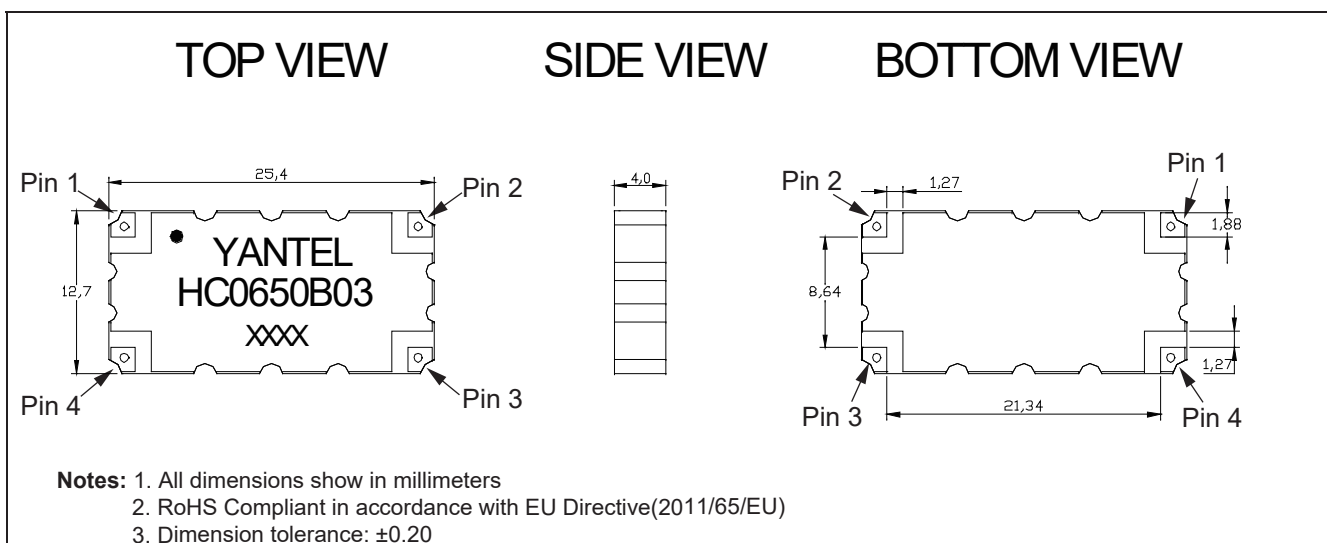 TOP VIEW
SIDE VIEW
BOTTOM VIEW
Pin 1
25,4
Pin 2
12,7
YANTEL
HC0650B03
XXXX
Pin 4
Pin 3
4,0
Pin 2
1,27
Pin 1
1,88
8,64
1,27
21,34
Pin 3
Pin 4
Notes: 1. All dimensions show in millimeters
2. RoHS Compliant in accordance with EU Directive(2011/65/EU)
3. Dimension tolerance: ±0.20